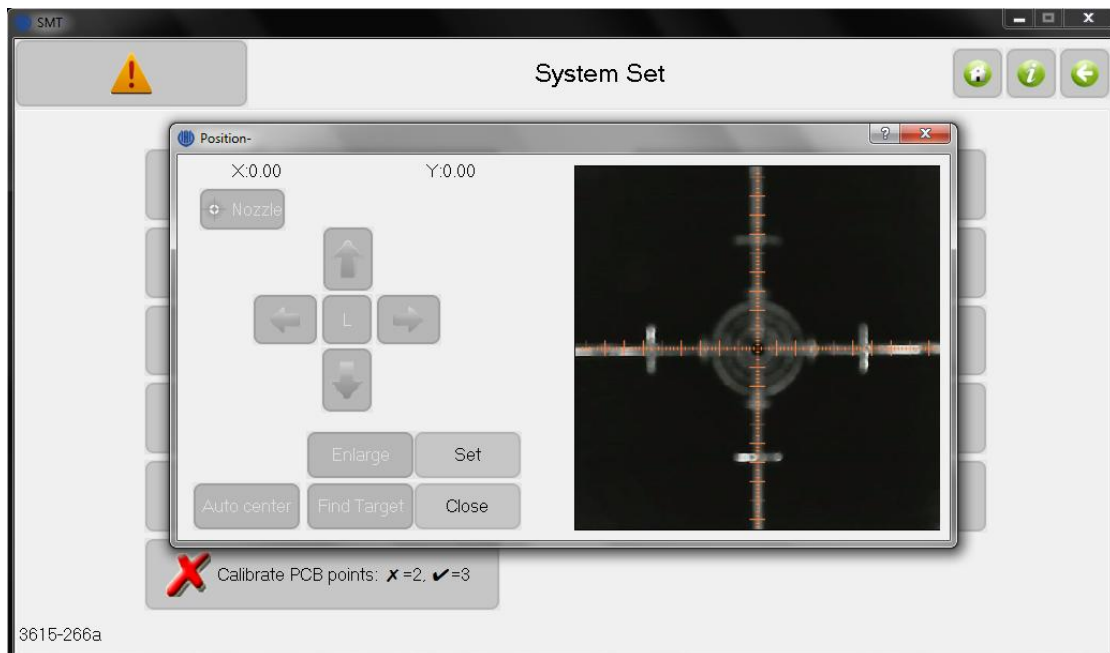 SMT
System Set
Position-
X:0.00 Y:0.00
Nozzle
L
Enlarge Set
Auto center Find Target Close
Calibrate PCB points: ✗=2, ✔=3
3615-266a